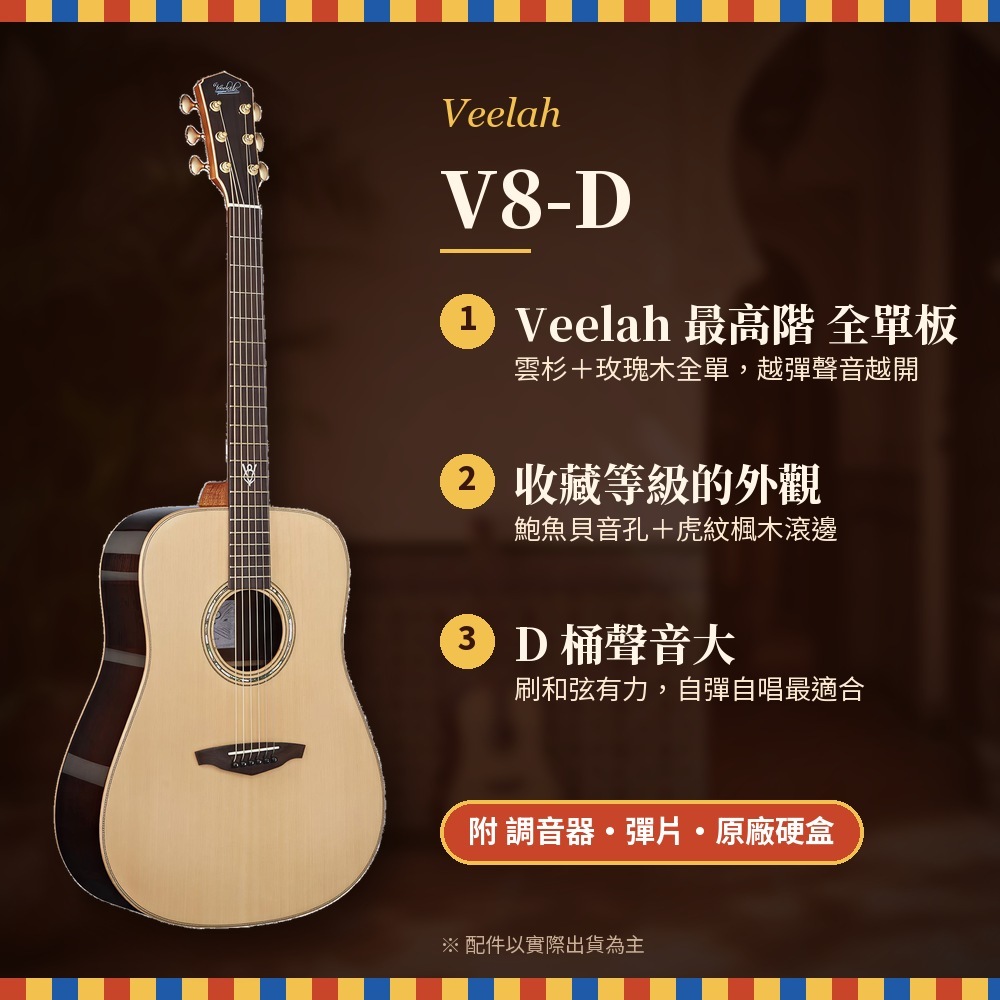 Veelah
Veelah
V8-D
1
Veelah 最高階 全單板
雲杉＋玫瑰木全單，越彈聲音越開
2
收藏等級的外觀
鮑魚貝音孔＋虎紋楓木滾邊
3
D 桶聲音大
刷和弦有力，自彈自唱最適合
附 調音器・彈片・原廠硬盒
※ 配件以實際出貨為主